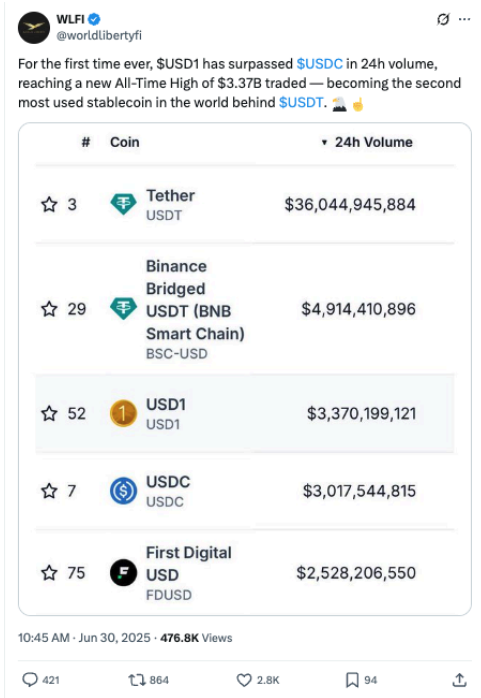 WLFI
@worldlibertyfi
For the first time ever, $USD1 has surpassed $USDC in 24h volume,
reaching a new All-Time High of $3.37B traded — becoming the second
most used stablecoin in the world behind $USDT. 🦅☝️
# Coin ▼ 24h Volume
3 Tether $36,044,945,884
USDT
Binance
Bridged
29 USDT (BNB $4,914,410,896
Smart Chain)
BSC-USD
52 USD1 $3,370,199,121
USD1
7 USDC $3,017,544,815
USDC
First Digital
75 USD $2,528,206,550
FDUSD
10:45 AM · Jun 30, 2025 · 476.8K Views
421 864 2.8K 94